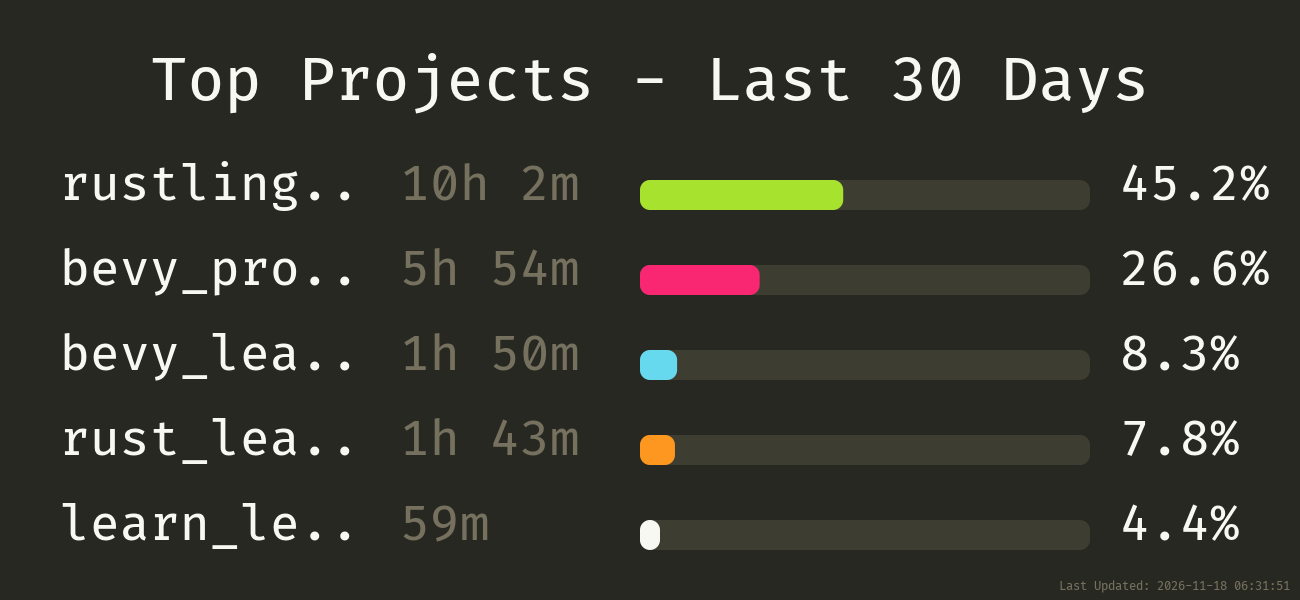 Top Projects - Last 30 Days
rustling.. 10h 2m 45.2%
bevy_pro.. 5h 54m 26.6%
bevy_lea.. 1h 50m 8.3%
rust_lea.. 1h 43m 7.8%
learn_le.. 59m 4.4%
Last Updated: 2026-11-18 06:31:51